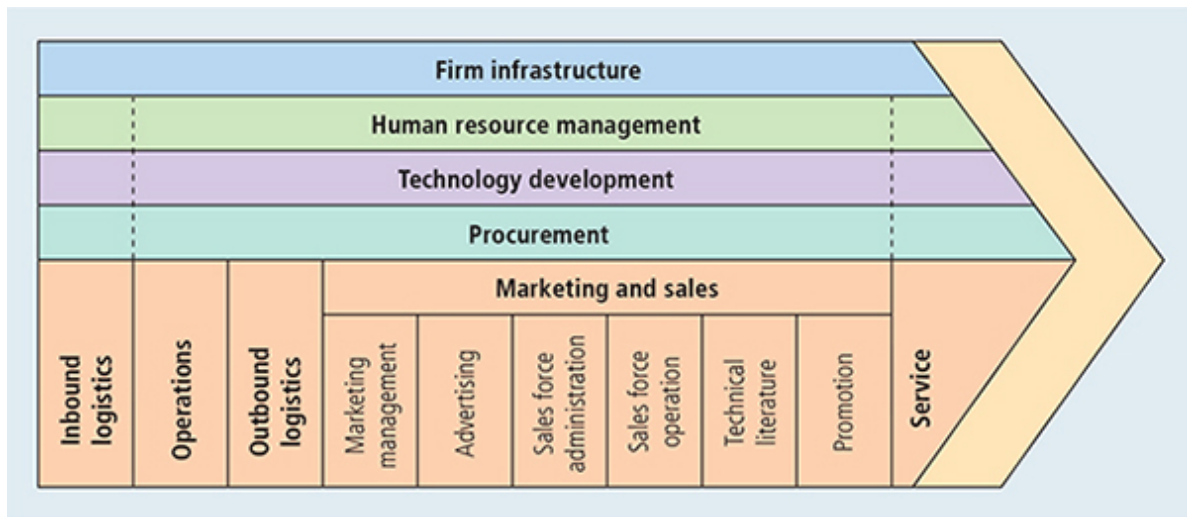 Firm infrastructure
Human resource management
Technology development
Procurement
Marketing and sales
Inbound
logistics
Operations
Outbound
logistics
Marketing
management
Advertising
Sales force
administration
Sales force
operation
Technical
literature
Promotion
Service